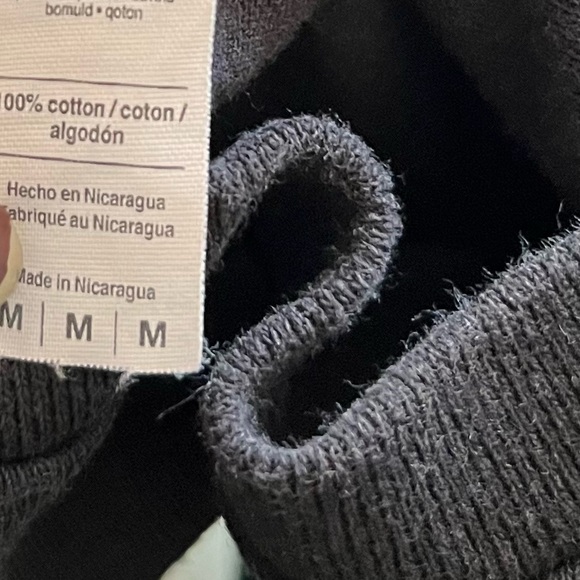 bomuld • qoton
100% cotton / coton /
algodón
Hecho en Nicaragua
Fabriqué au Nicaragua
Made in Nicaragua
M | M | M